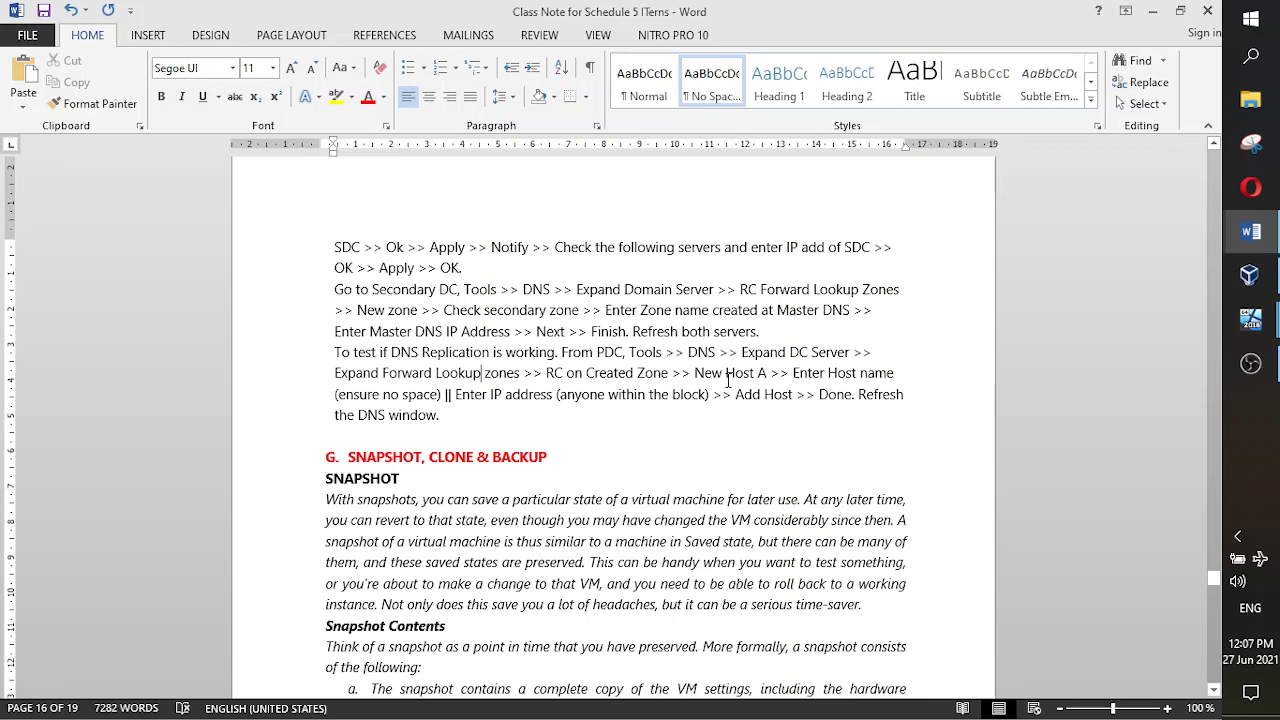 Class Note for Schedule 5 ITerns - Word
Sign in
FILE HOME INSERT DESIGN PAGE LAYOUT REFERENCES MAILINGS REVIEW VIEW NITRO PRO 10
Paste
Cut
Copy
Format Painter
Segoe UI 11
AaBbCcDc AaBbCcDc AaBbCc AaBbCc AaB AaBbCcD AaBbCcDc
¶ Normal ¶ No Spac... Heading 1 Heading 2 Title Subtitle Subtle Em...
Find
Replace
Select
Clipboard Font Paragraph Styles Editing
SDC >> Ok >> Apply >> Notify >> Check the following servers and enter IP add of SDC >>
OK >> Apply >> OK.
Go to Secondary DC, Tools >> DNS >> Expand Domain Server >> RC Forward Lookup Zones
>> New zone >> Check secondary zone >> Enter Zone name created at Master DNS >>
Enter Master DNS IP Address >> Next >> Finish. Refresh both servers.
To test if DNS Replication is working. From PDC, Tools >> DNS >> Expand DC Server >>
Expand Forward Lookup zones >> RC on Created Zone >> New Host A >> Enter Host name
(ensure no space) || Enter IP address (anyone within the block) >> Add Host >> Done. Refresh
the DNS window.
G. SNAPSHOT, CLONE & BACKUP
SNAPSHOT
With snapshots, you can save a particular state of a virtual machine for later use. At any later time,
you can revert to that state, even though you may have changed the VM considerably since then. A
snapshot of a virtual machine is thus similar to a machine in Saved state, but there can be many of
them, and these saved states are preserved. This can be handy when you want to test something,
or you're about to make a change to that VM, and you need to be able to roll back to a working
instance. Not only does this save you a lot of headaches, but it can be a serious time-saver.
Snapshot Contents
Think of a snapshot as a point in time that you have preserved. More formally, a snapshot consists
of the following:
a. The snapshot contains a complete copy of the VM settings, including the hardware
PAGE 16 OF 19 7282 WORDS ENGLISH (UNITED STATES) 100 %
ENG
12:07 PM
27 Jun 2021